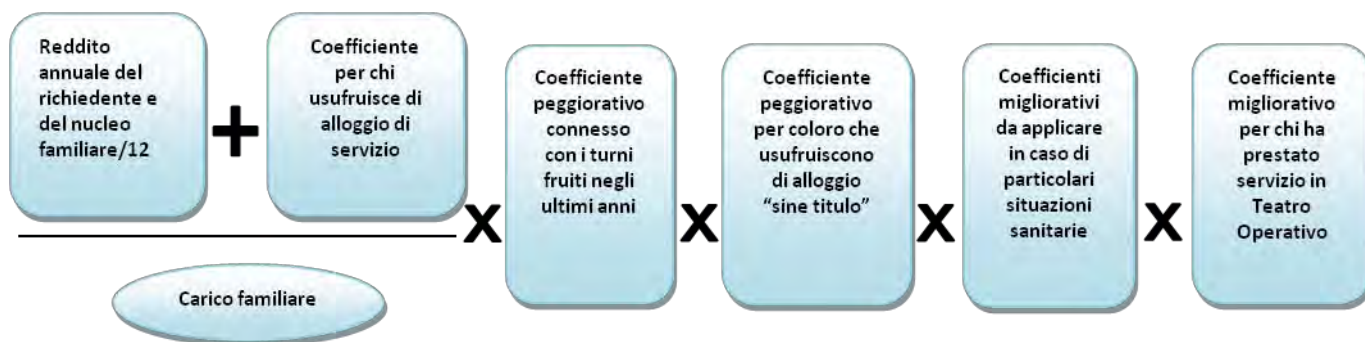 Reddito
annuale del
richiedente e
del nucleo
familiare/12
+
Coefficiente
per chi
usufruisce di
alloggio di
servizio
Carico familiare
X
Coefficiente
peggiorativo
connesso
con i turni
fruiti negli
ultimi anni
X
Coefficiente
peggiorativo
per coloro che
usufruiscono
di alloggio
“sine titulo”
X
Coefficienti
migliorativi
da applicare
in caso di
particolari
situazioni
sanitarie
X
Coefficiente
migliorativo
per chi ha
prestato
servizio in
Teatro
Operativo